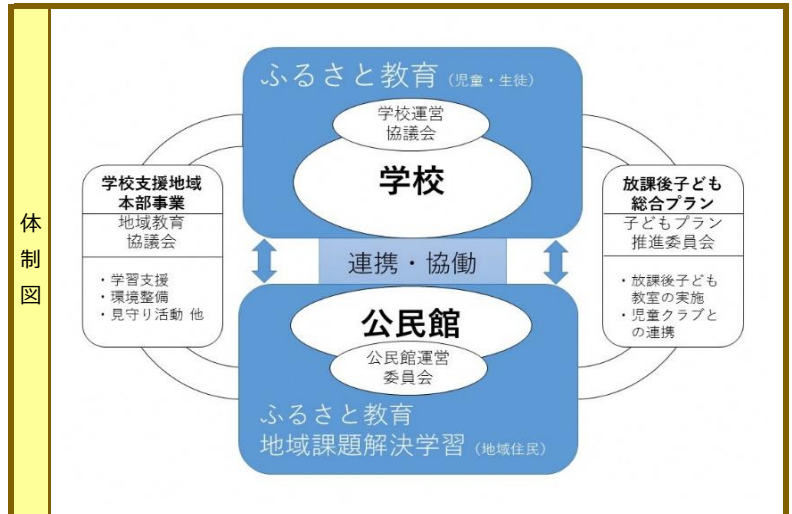 体制図
ふるさと教育（児童・生徒）
学校運営
協議会
学校
学校支援地域
本部事業
地域教育
協議会
・学習支援
・環境整備
・見守り活動 他
放課後子ども
総合プラン
子どもプラン
推進委員会
・放課後子ども
教室の実施
・児童クラブと
の連携
連携・協働
公民館
公民館運営
委員会
ふるさと教育
地域課題解決学習（地域住民）